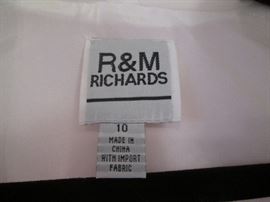 R&M
RICHARDS
10
MADE IN
CHINA
WITH IMPORT
FABRIC